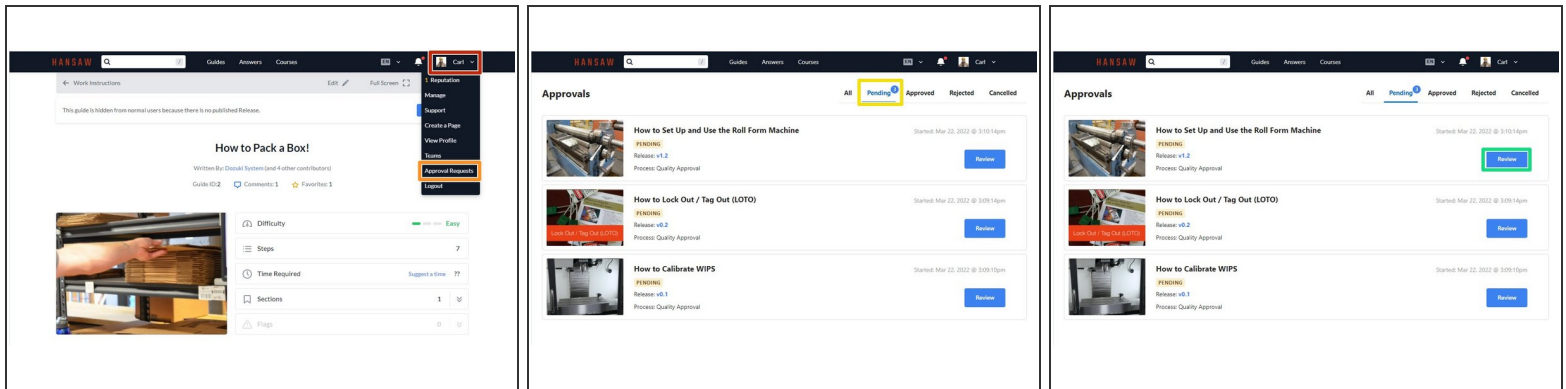 HANSAW
/
Guides Answers Courses
EN
Carl
Work Instructions
Edit
Full Screen
This guide is hidden from normal users because there is no published Release.
1 Reputation
Manage
Support
Create a Page
View Profile
Teams
Approval Requests
Logout
How to Pack a Box!
Written By: Dozuki System (and 4 other contributors)
Guide ID:2 Comments: 1 Favorites: 1
Difficulty Easy
Steps 7
Time Required Suggest a time ??
Sections 1
Flags 0
HANSAW
/
Guides Answers Courses
EN
Carl
Approvals
All Pending 3 Approved Rejected Cancelled
How to Set Up and Use the Roll Form Machine
Started: Mar 22, 2022 @ 3:10:14pm
PENDING
Release: v1.2
Process: Quality Approval
Review
How to Lock Out / Tag Out (LOTO)
Started: Mar 22, 2022 @ 3:09:14pm
PENDING
Release: v0.2
Process: Quality Approval
Review
Lock Out / Tag Out (LOTO)
How to Calibrate WIPS
Started: Mar 22, 2022 @ 3:09:10pm
PENDING
Release: v0.1
Process: Quality Approval
Review
HANSAW
/
Guides Answers Courses
EN
Carl
Approvals
All Pending 3 Approved Rejected Cancelled
How to Set Up and Use the Roll Form Machine
Started: Mar 22, 2022 @ 3:10:14pm
PENDING
Release: v1.2
Process: Quality Approval
Review
How to Lock Out / Tag Out (LOTO)
Started: Mar 22, 2022 @ 3:09:14pm
PENDING
Release: v0.2
Process: Quality Approval
Review
Lock Out / Tag Out (LOTO)
How to Calibrate WIPS
Started: Mar 22, 2022 @ 3:09:10pm
PENDING
Release: v0.1
Process: Quality Approval
Review